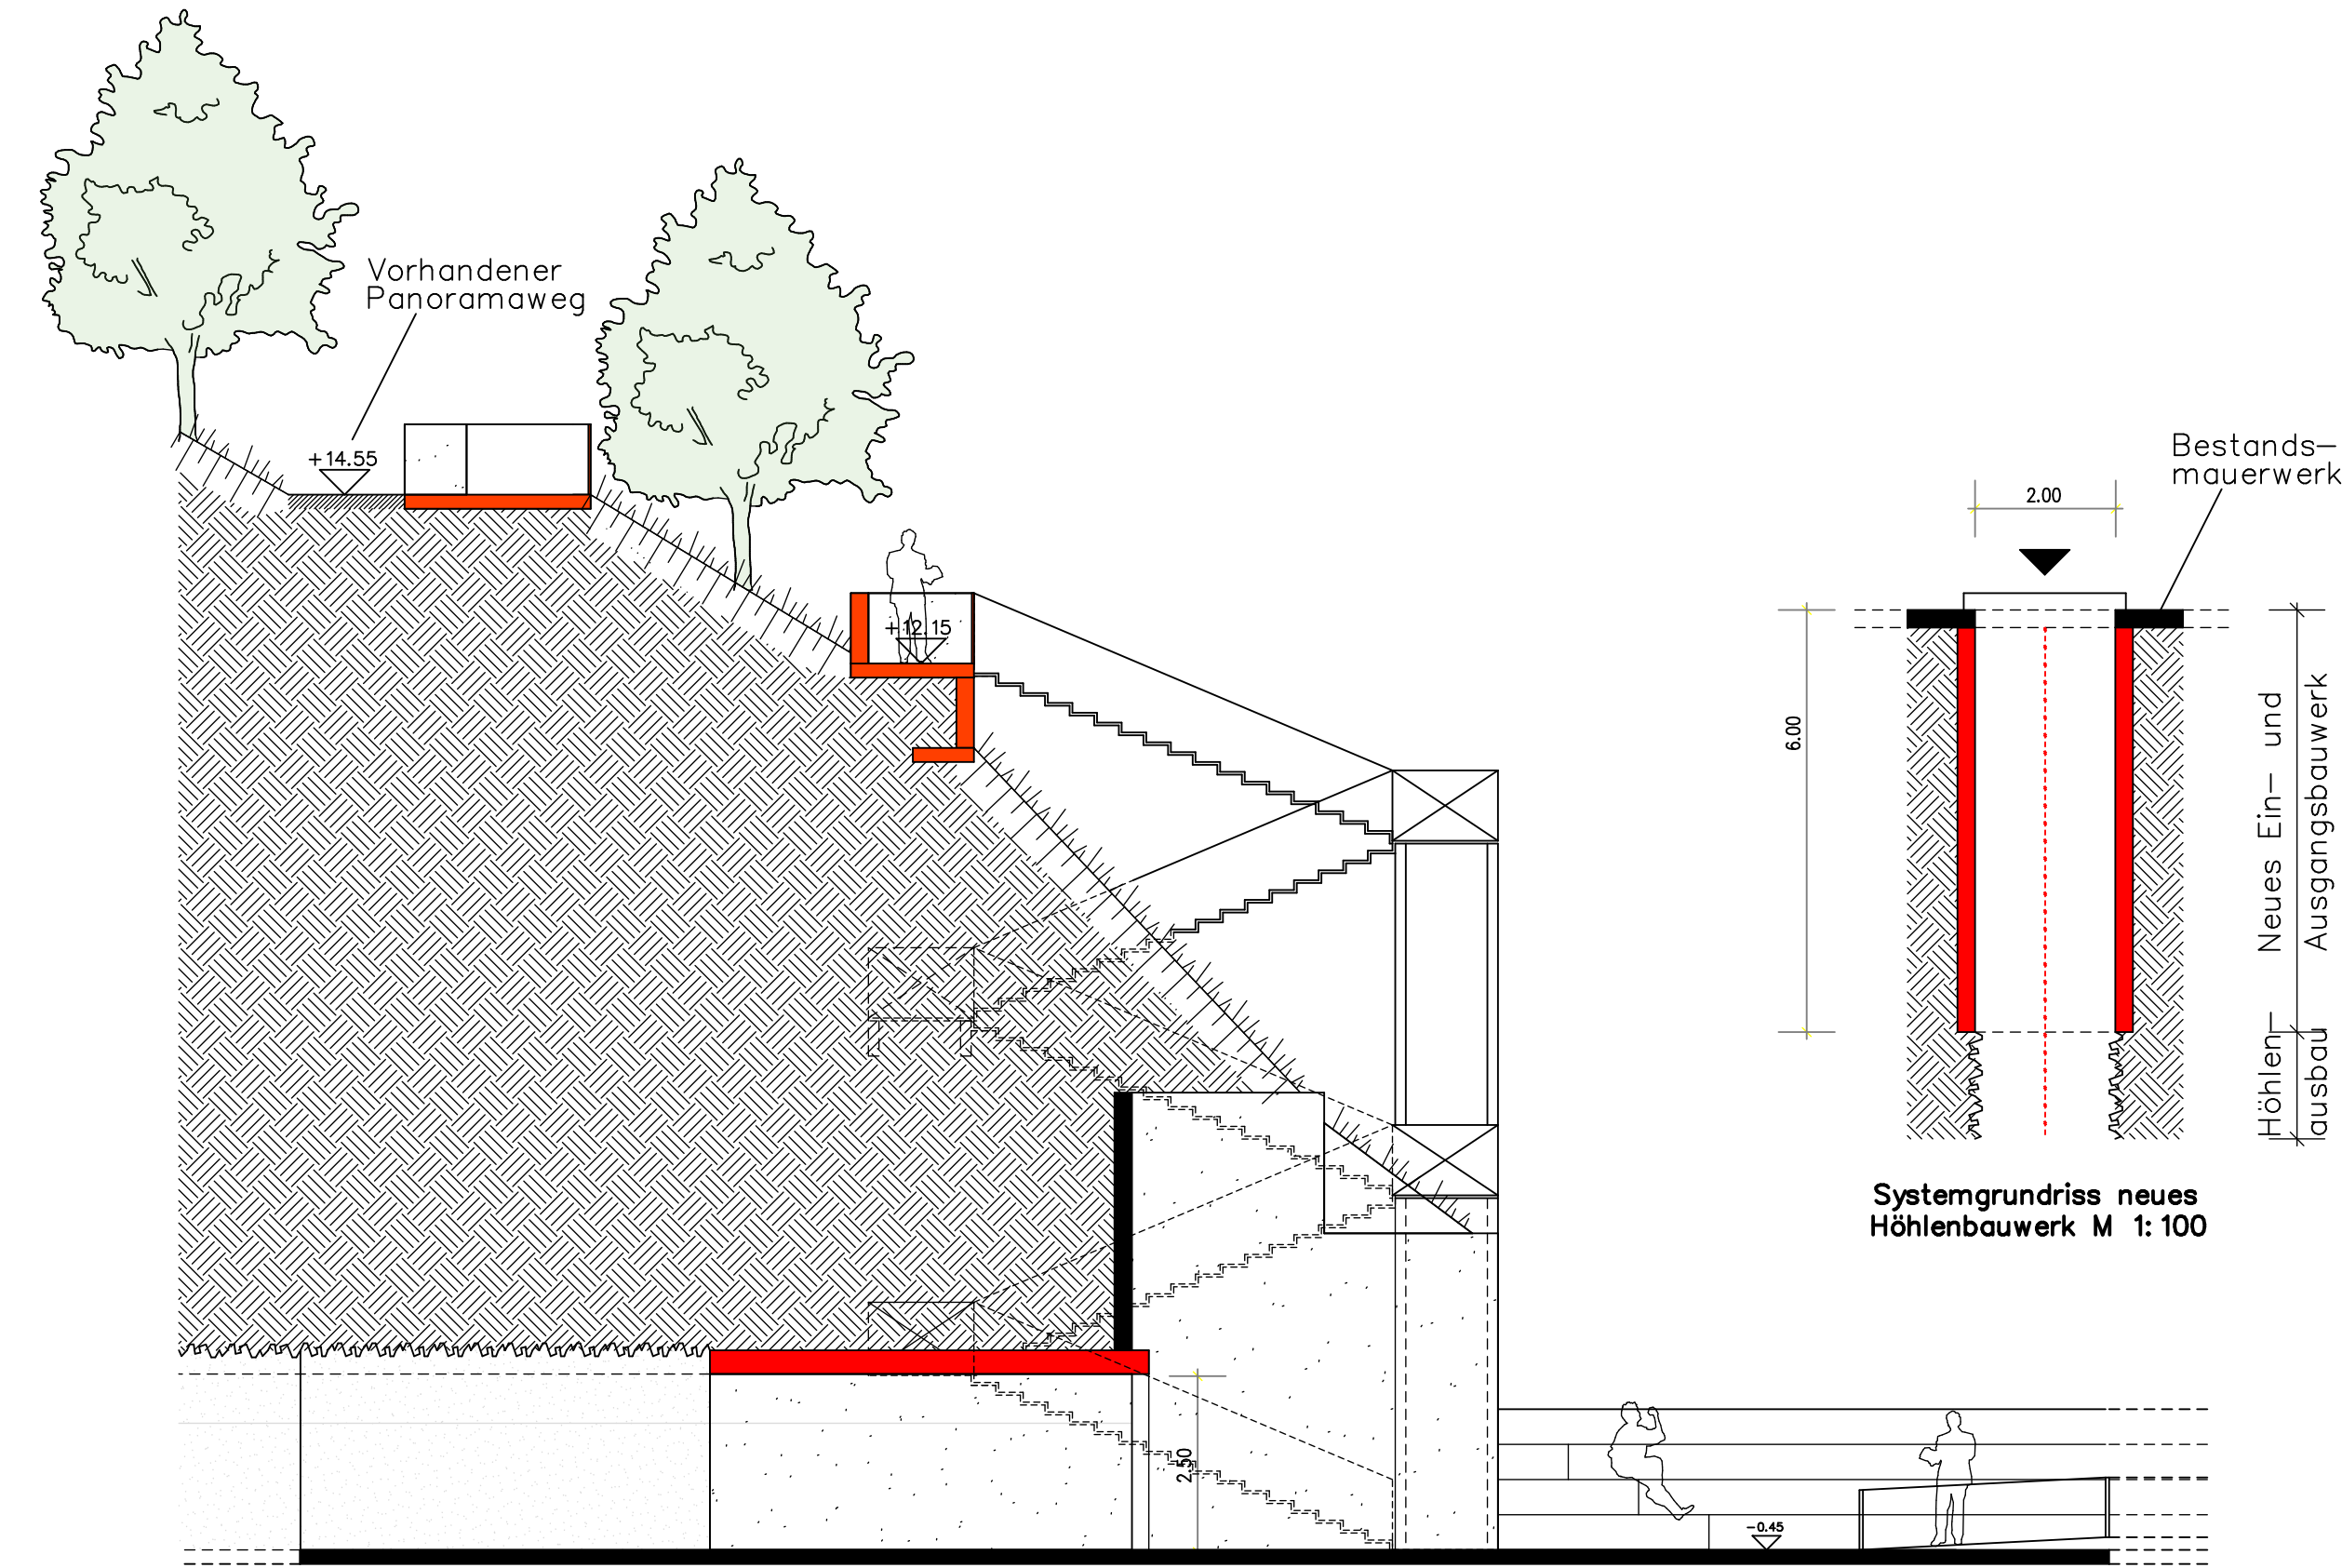 Vorhandener
Panoramaweg
+14.55
+12.15
2.50
-0.45
Bestands-
mauerwerk
2.00
6.00
Neues Ein- und
Ausgangsbauwerk
Höhlen-
ausbau
Systemgrundriss neues
Höhlenbauwerk M 1:100